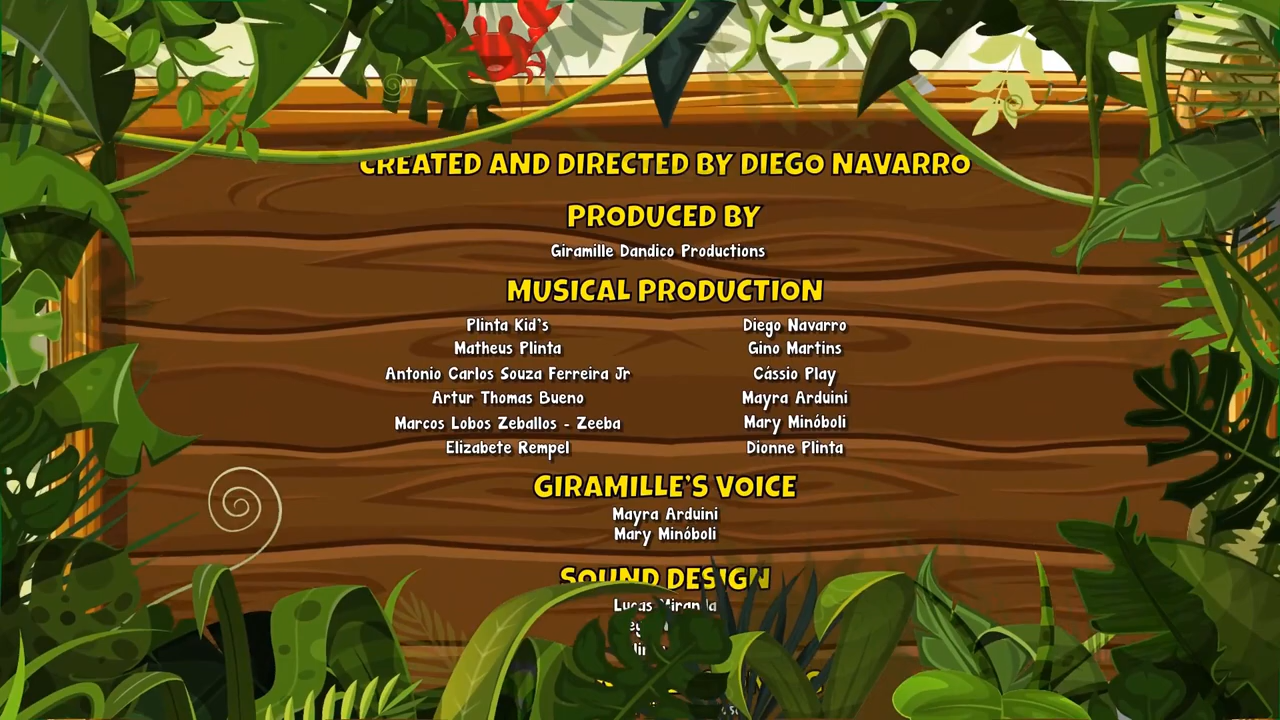 CREATED AND DIRECTED BY DIEGO NAVARRO
PRODUCED BY
Giramille Dandico Productions
MUSICAL PRODUCTION
Plinta Kid's Diego Navarro
Matheus Plinta Gino Martins
Antonio Carlos Souza Ferreira Jr Cássio Play
Artur Thomas Bueno Mayra Arduini
Marcos Lobos Zeballos - Zeeba Mary Minóboli
Elizabete Rempel Dionne Plinta
GIRAMILLE'S VOICE
Mayra Arduini
Mary Minóboli
SOUND DESIGN
Lucas Miranda